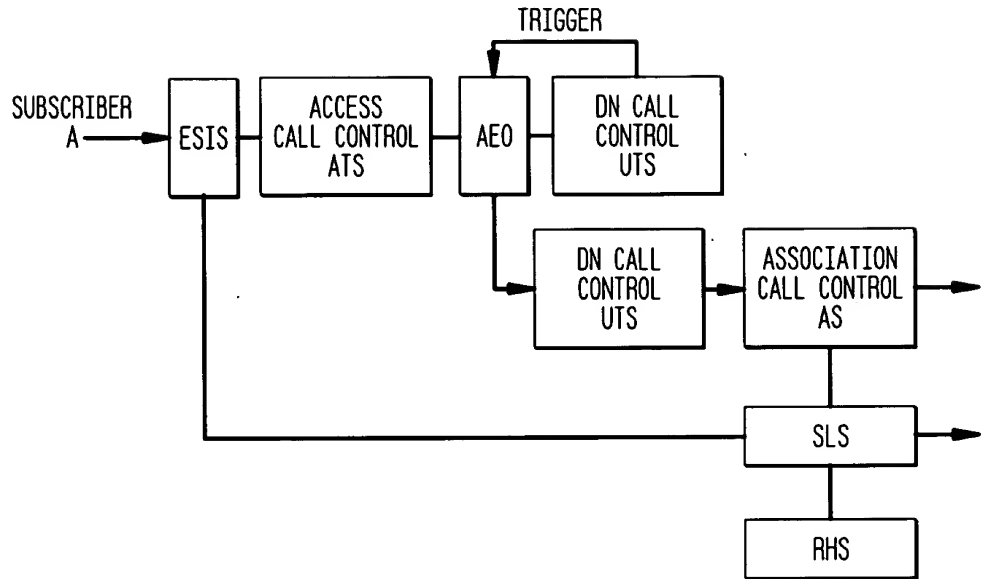 TRIGGER
SUBSCRIBER
A
ESIS
ACCESS
CALL CONTROL
ATS
AEO
DN CALL
CONTROL
UTS
DN CALL
CONTROL
UTS
ASSOCIATION
CALL CONTROL
AS
SLS
RHS